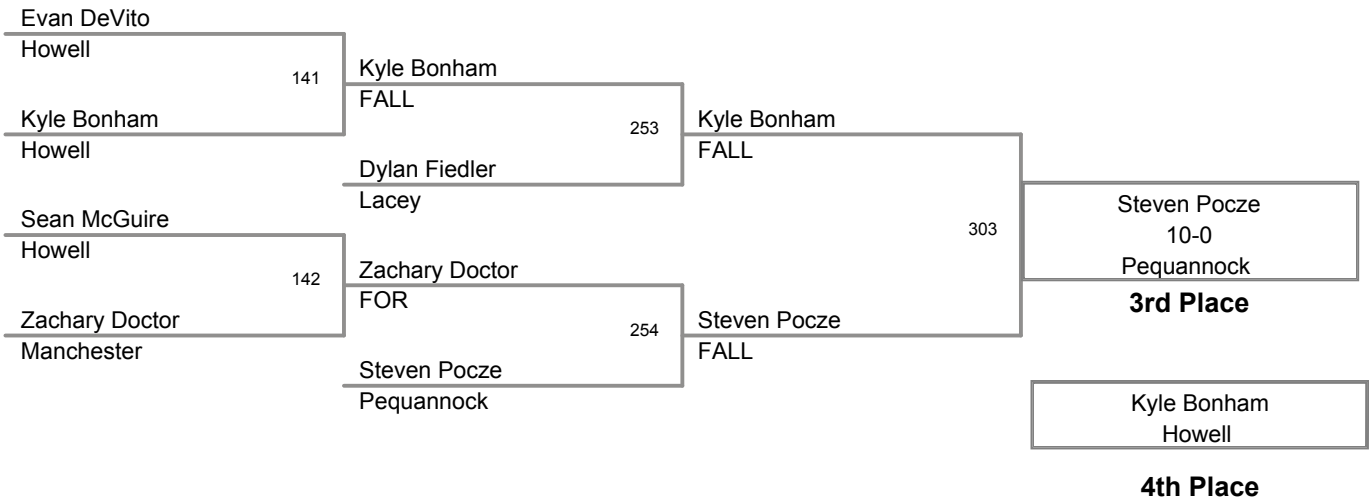 Evan DeVito
Howell
141
Kyle Bonham
FALL
Kyle Bonham
Howell
253
Kyle Bonham
FALL
Dylan Fiedler
Lacey
Sean McGuire
Howell
303
Steven Pocze
10-0
Pequannock
3rd Place
142
Zachary Doctor
FOR
Zachary Doctor
Manchester
254
Steven Pocze
FALL
Steven Pocze
Pequannock
Kyle Bonham
Howell
4th Place